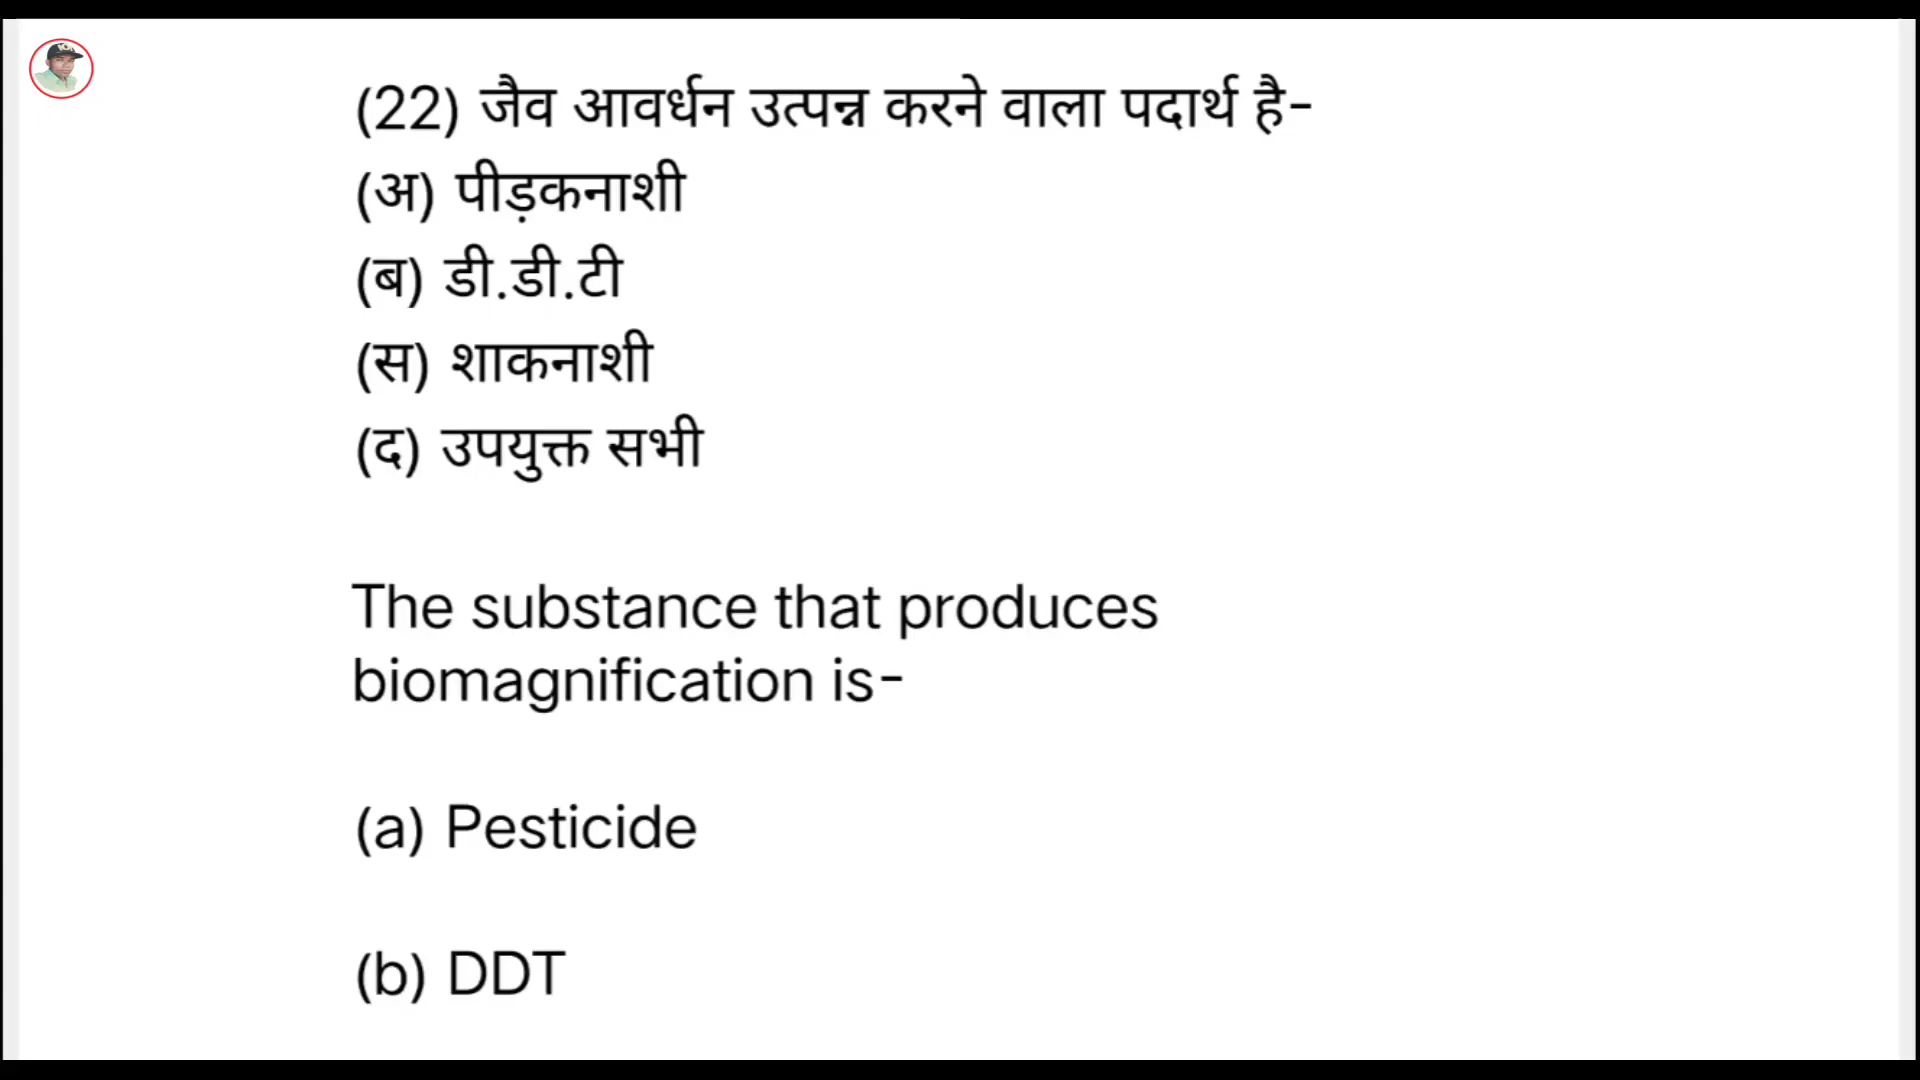 (22) जैव आवर्धन उत्पन्न करने वाला पदार्थ है-
(अ) पीड़कनाशी
(ब) डी.डी.टी
(स) शाकनाशी
(द) उपयुक्त सभी
The substance that produces
biomagnification is-
(a) Pesticide
(b) DDT